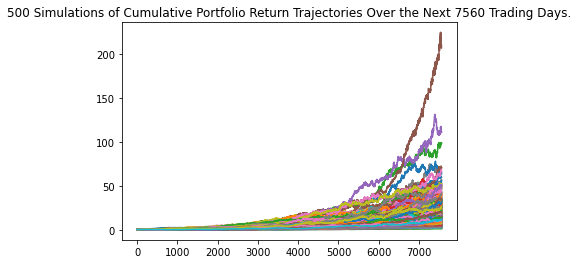 500 Simulations of Cumulative Portfolio Return Trajectories Over the Next 7560 Trading Days.
200
150
100
50
0
0 1000 2000 3000 4000 5000 6000 7000